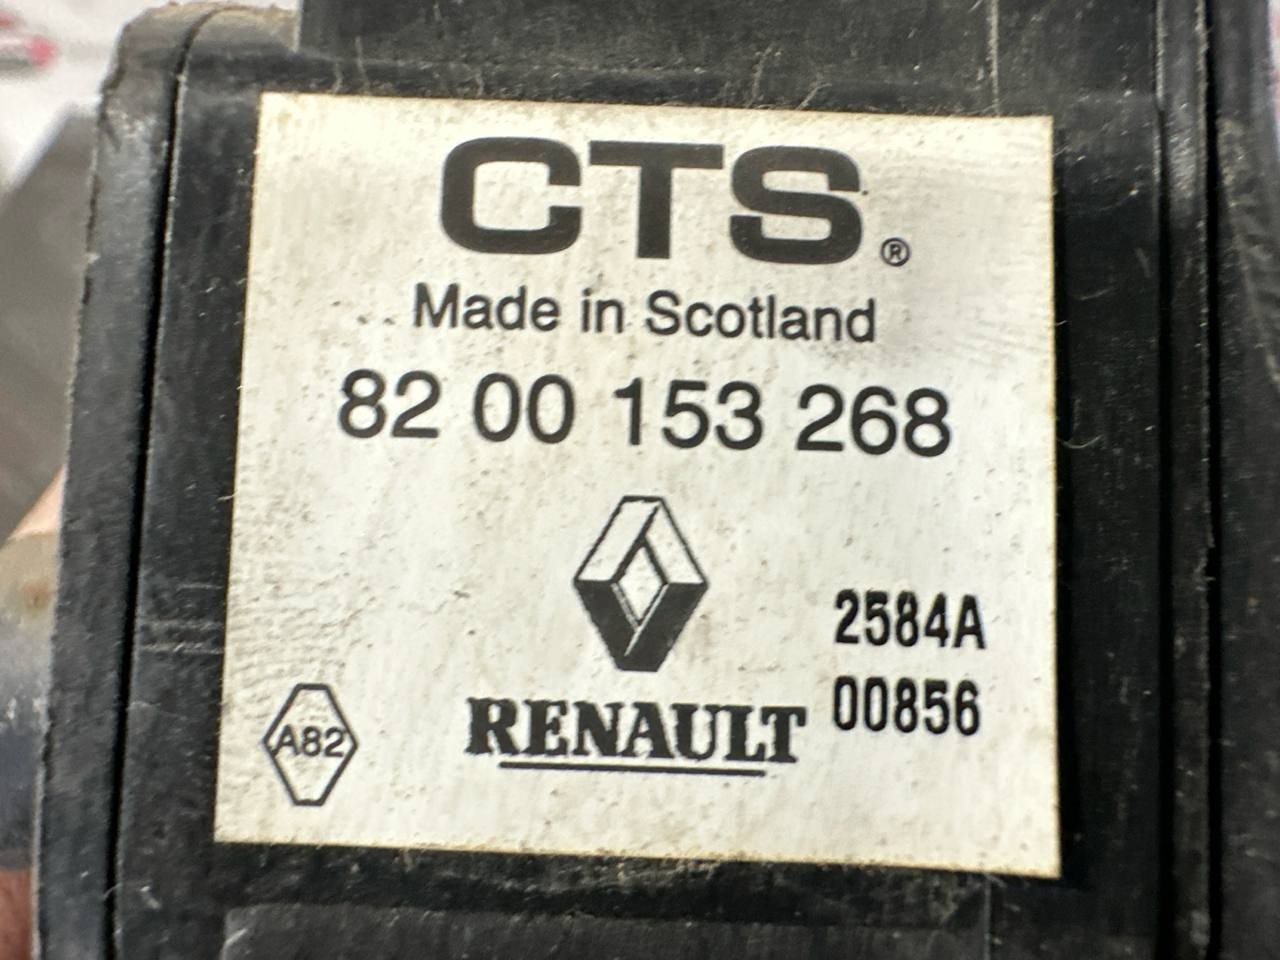 CTS®
Made in Scotland
82 00 153 268
2584A
00856
RENAULT
A82